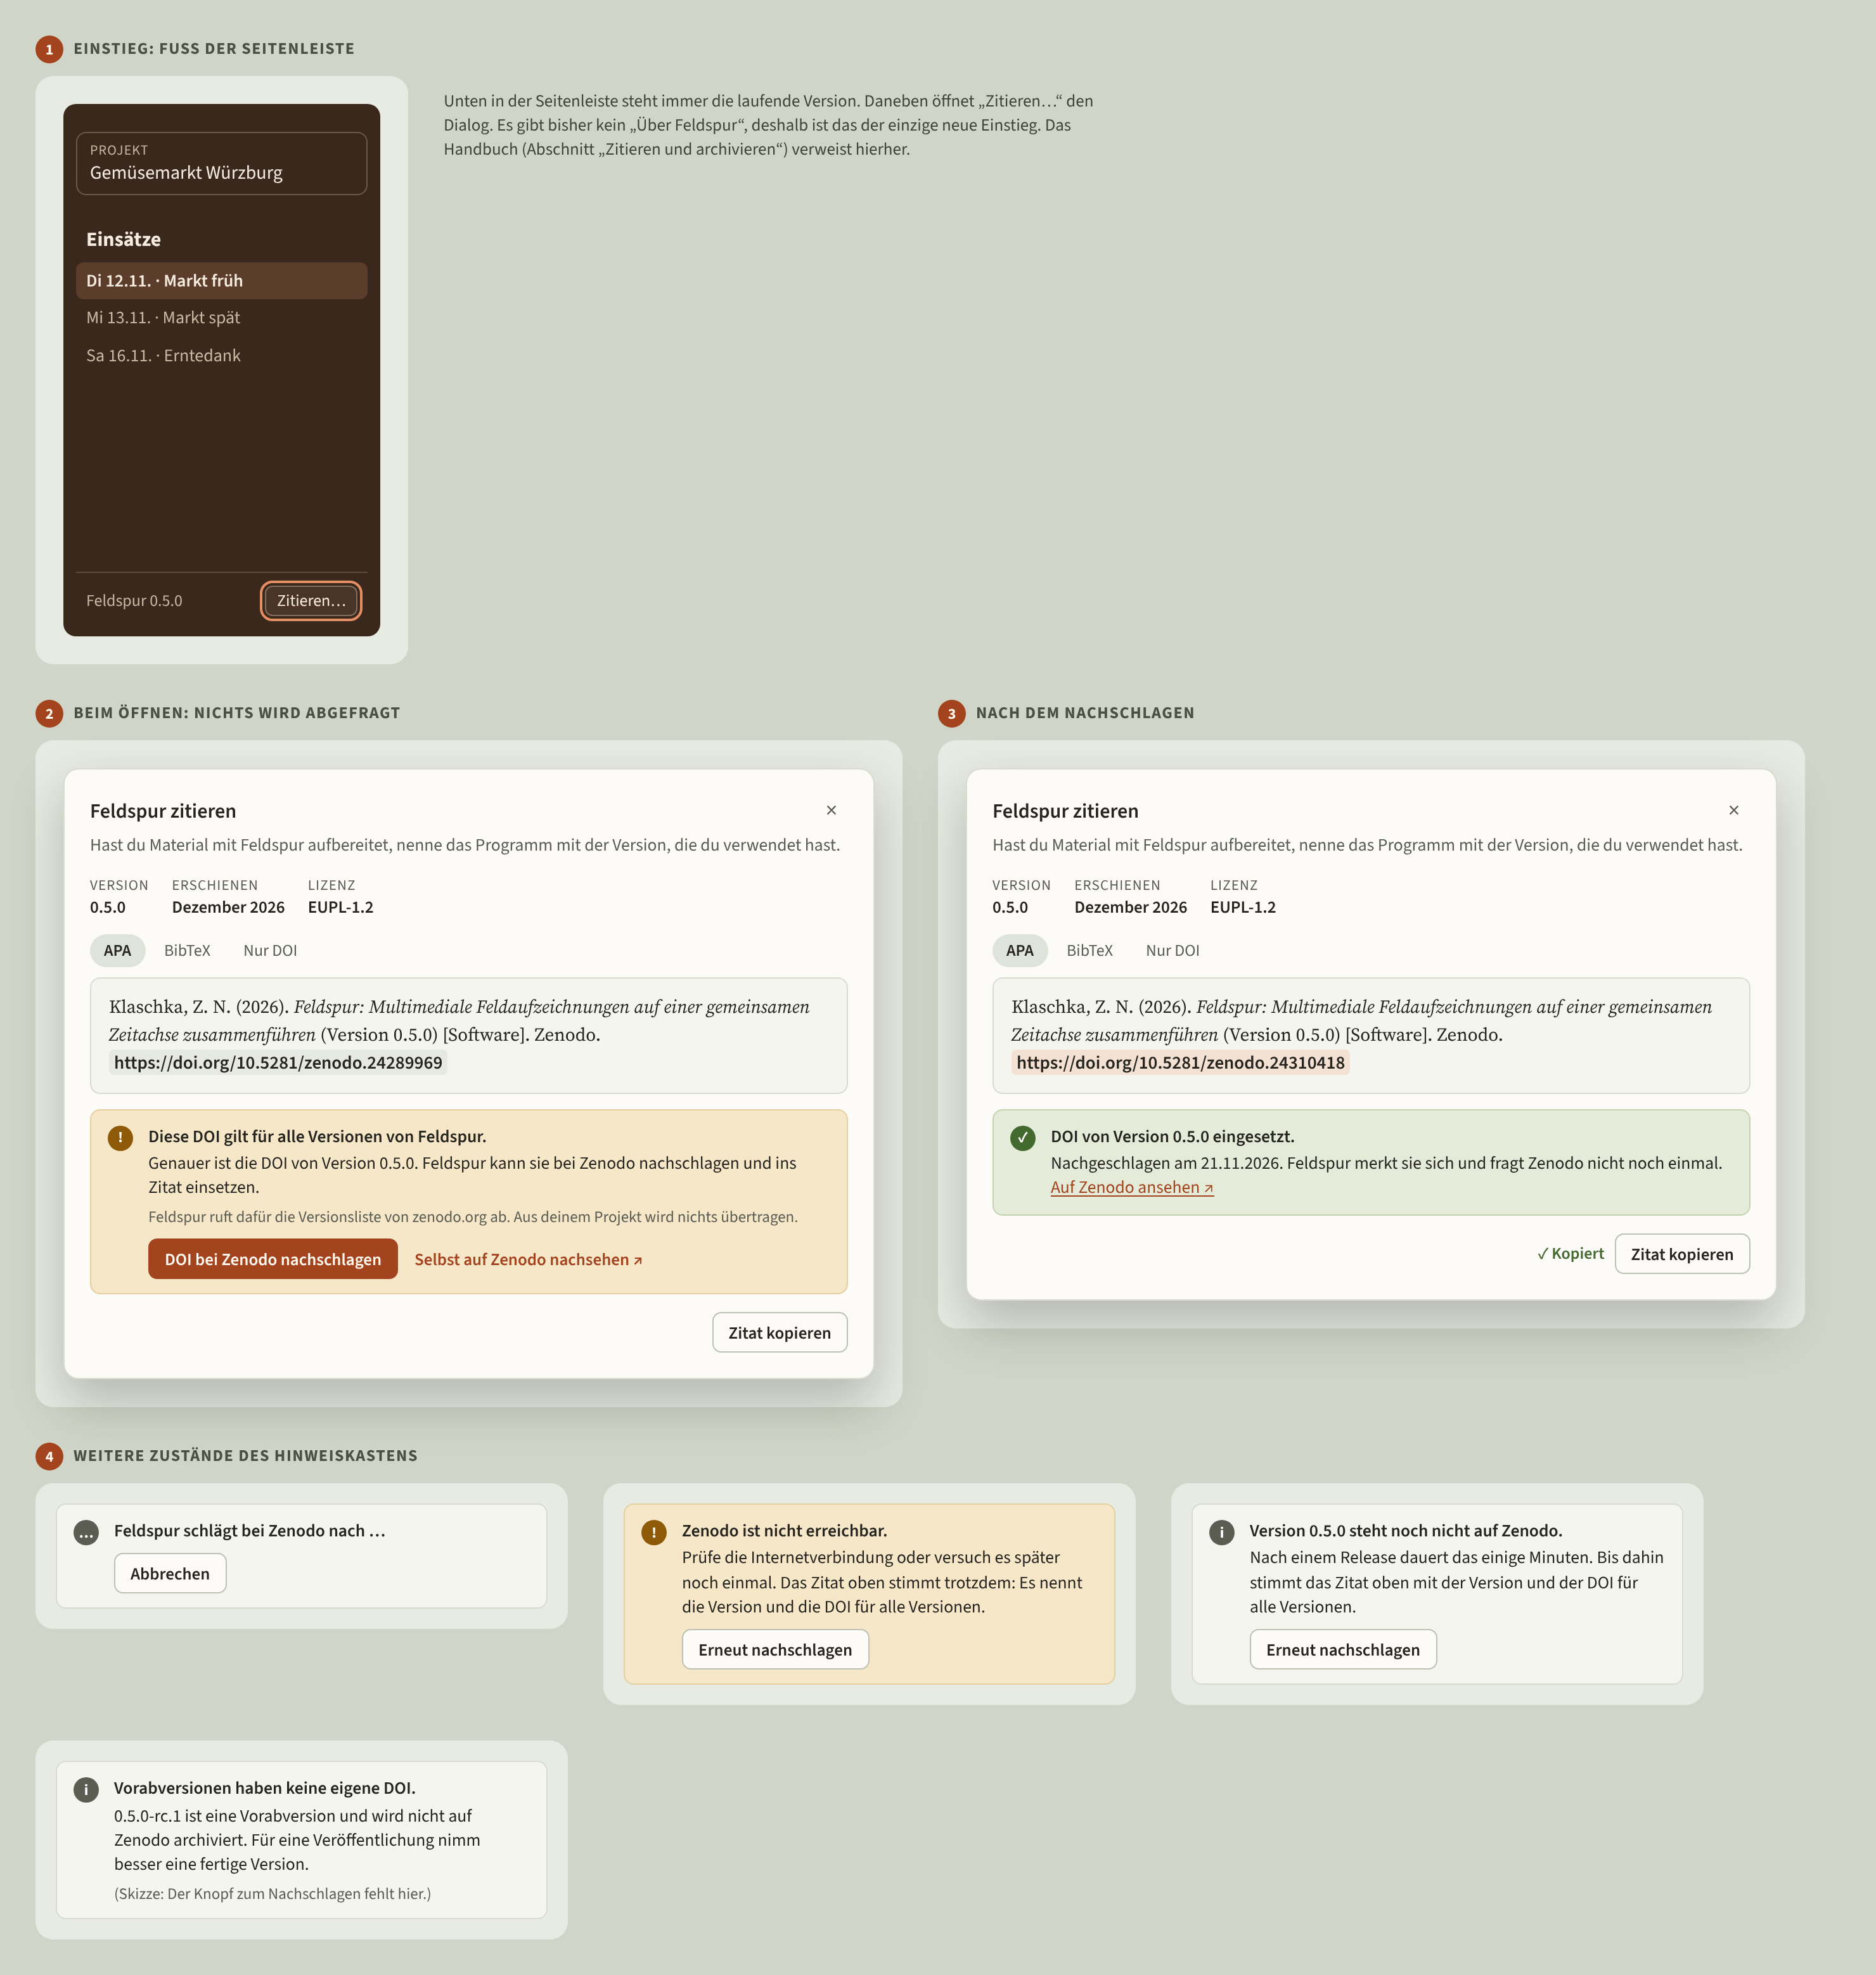 1 EINSTIEG: FUSS DER SEITENLEISTE
PROJEKT
Gemüsemarkt Würzburg
Einsätze
Di 12.11. · Markt früh
Mi 13.11. · Markt spät
Sa 16.11. · Erntedank
Feldspur 0.5.0 Zitieren…
Unten in der Seitenleiste steht immer die laufende Version. Daneben öffnet „Zitieren…“ den
Dialog. Es gibt bisher kein „Über Feldspur“, deshalb ist das der einzige neue Einstieg. Das
Handbuch (Abschnitt „Zitieren und archivieren“) verweist hierher.
2 BEIM ÖFFNEN: NICHTS WIRD ABGEFRAGT
Feldspur zitieren ×
Hast du Material mit Feldspur aufbereitet, nenne das Programm mit der Version, die du verwendet hast.
VERSION ERSCHIENEN LIZENZ
0.5.0 Dezember 2026 EUPL-1.2
APA BibTeX Nur DOI
Klaschka, Z. N. (2026). Feldspur: Multimediale Feldaufzeichnungen auf einer gemeinsamen
Zeitachse zusammenführen (Version 0.5.0) [Software]. Zenodo.
https://doi.org/10.5281/zenodo.24289969
! Diese DOI gilt für alle Versionen von Feldspur.
Genauer ist die DOI von Version 0.5.0. Feldspur kann sie bei Zenodo nachschlagen und ins
Zitat einsetzen.
Feldspur ruft dafür die Versionsliste von zenodo.org ab. Aus deinem Projekt wird nichts übertragen.
DOI bei Zenodo nachschlagen Selbst auf Zenodo nachsehen ↗
Zitat kopieren
3 NACH DEM NACHSCHLAGEN
Feldspur zitieren ×
Hast du Material mit Feldspur aufbereitet, nenne das Programm mit der Version, die du verwendet hast.
VERSION ERSCHIENEN LIZENZ
0.5.0 Dezember 2026 EUPL-1.2
APA BibTeX Nur DOI
Klaschka, Z. N. (2026). Feldspur: Multimediale Feldaufzeichnungen auf einer gemeinsamen
Zeitachse zusammenführen (Version 0.5.0) [Software]. Zenodo.
https://doi.org/10.5281/zenodo.24310418
✓ DOI von Version 0.5.0 eingesetzt.
Nachgeschlagen am 21.11.2026. Feldspur merkt sie sich und fragt Zenodo nicht noch einmal.
Auf Zenodo ansehen ↗
✓ Kopiert Zitat kopieren
4 WEITERE ZUSTÄNDE DES HINWEISKASTENS
… Feldspur schlägt bei Zenodo nach …
Abbrechen
! Zenodo ist nicht erreichbar.
Prüfe die Internetverbindung oder versuch es später
noch einmal. Das Zitat oben stimmt trotzdem: Es nennt
die Version und die DOI für alle Versionen.
Erneut nachschlagen
i Version 0.5.0 steht noch nicht auf Zenodo.
Nach einem Release dauert das einige Minuten. Bis dahin
stimmt das Zitat oben mit der Version und der DOI für
alle Versionen.
Erneut nachschlagen
i Vorabversionen haben keine eigene DOI.
0.5.0-rc.1 ist eine Vorabversion und wird nicht auf
Zenodo archiviert. Für eine Veröffentlichung nimm
besser eine fertige Version.
(Skizze: Der Knopf zum Nachschlagen fehlt hier.)